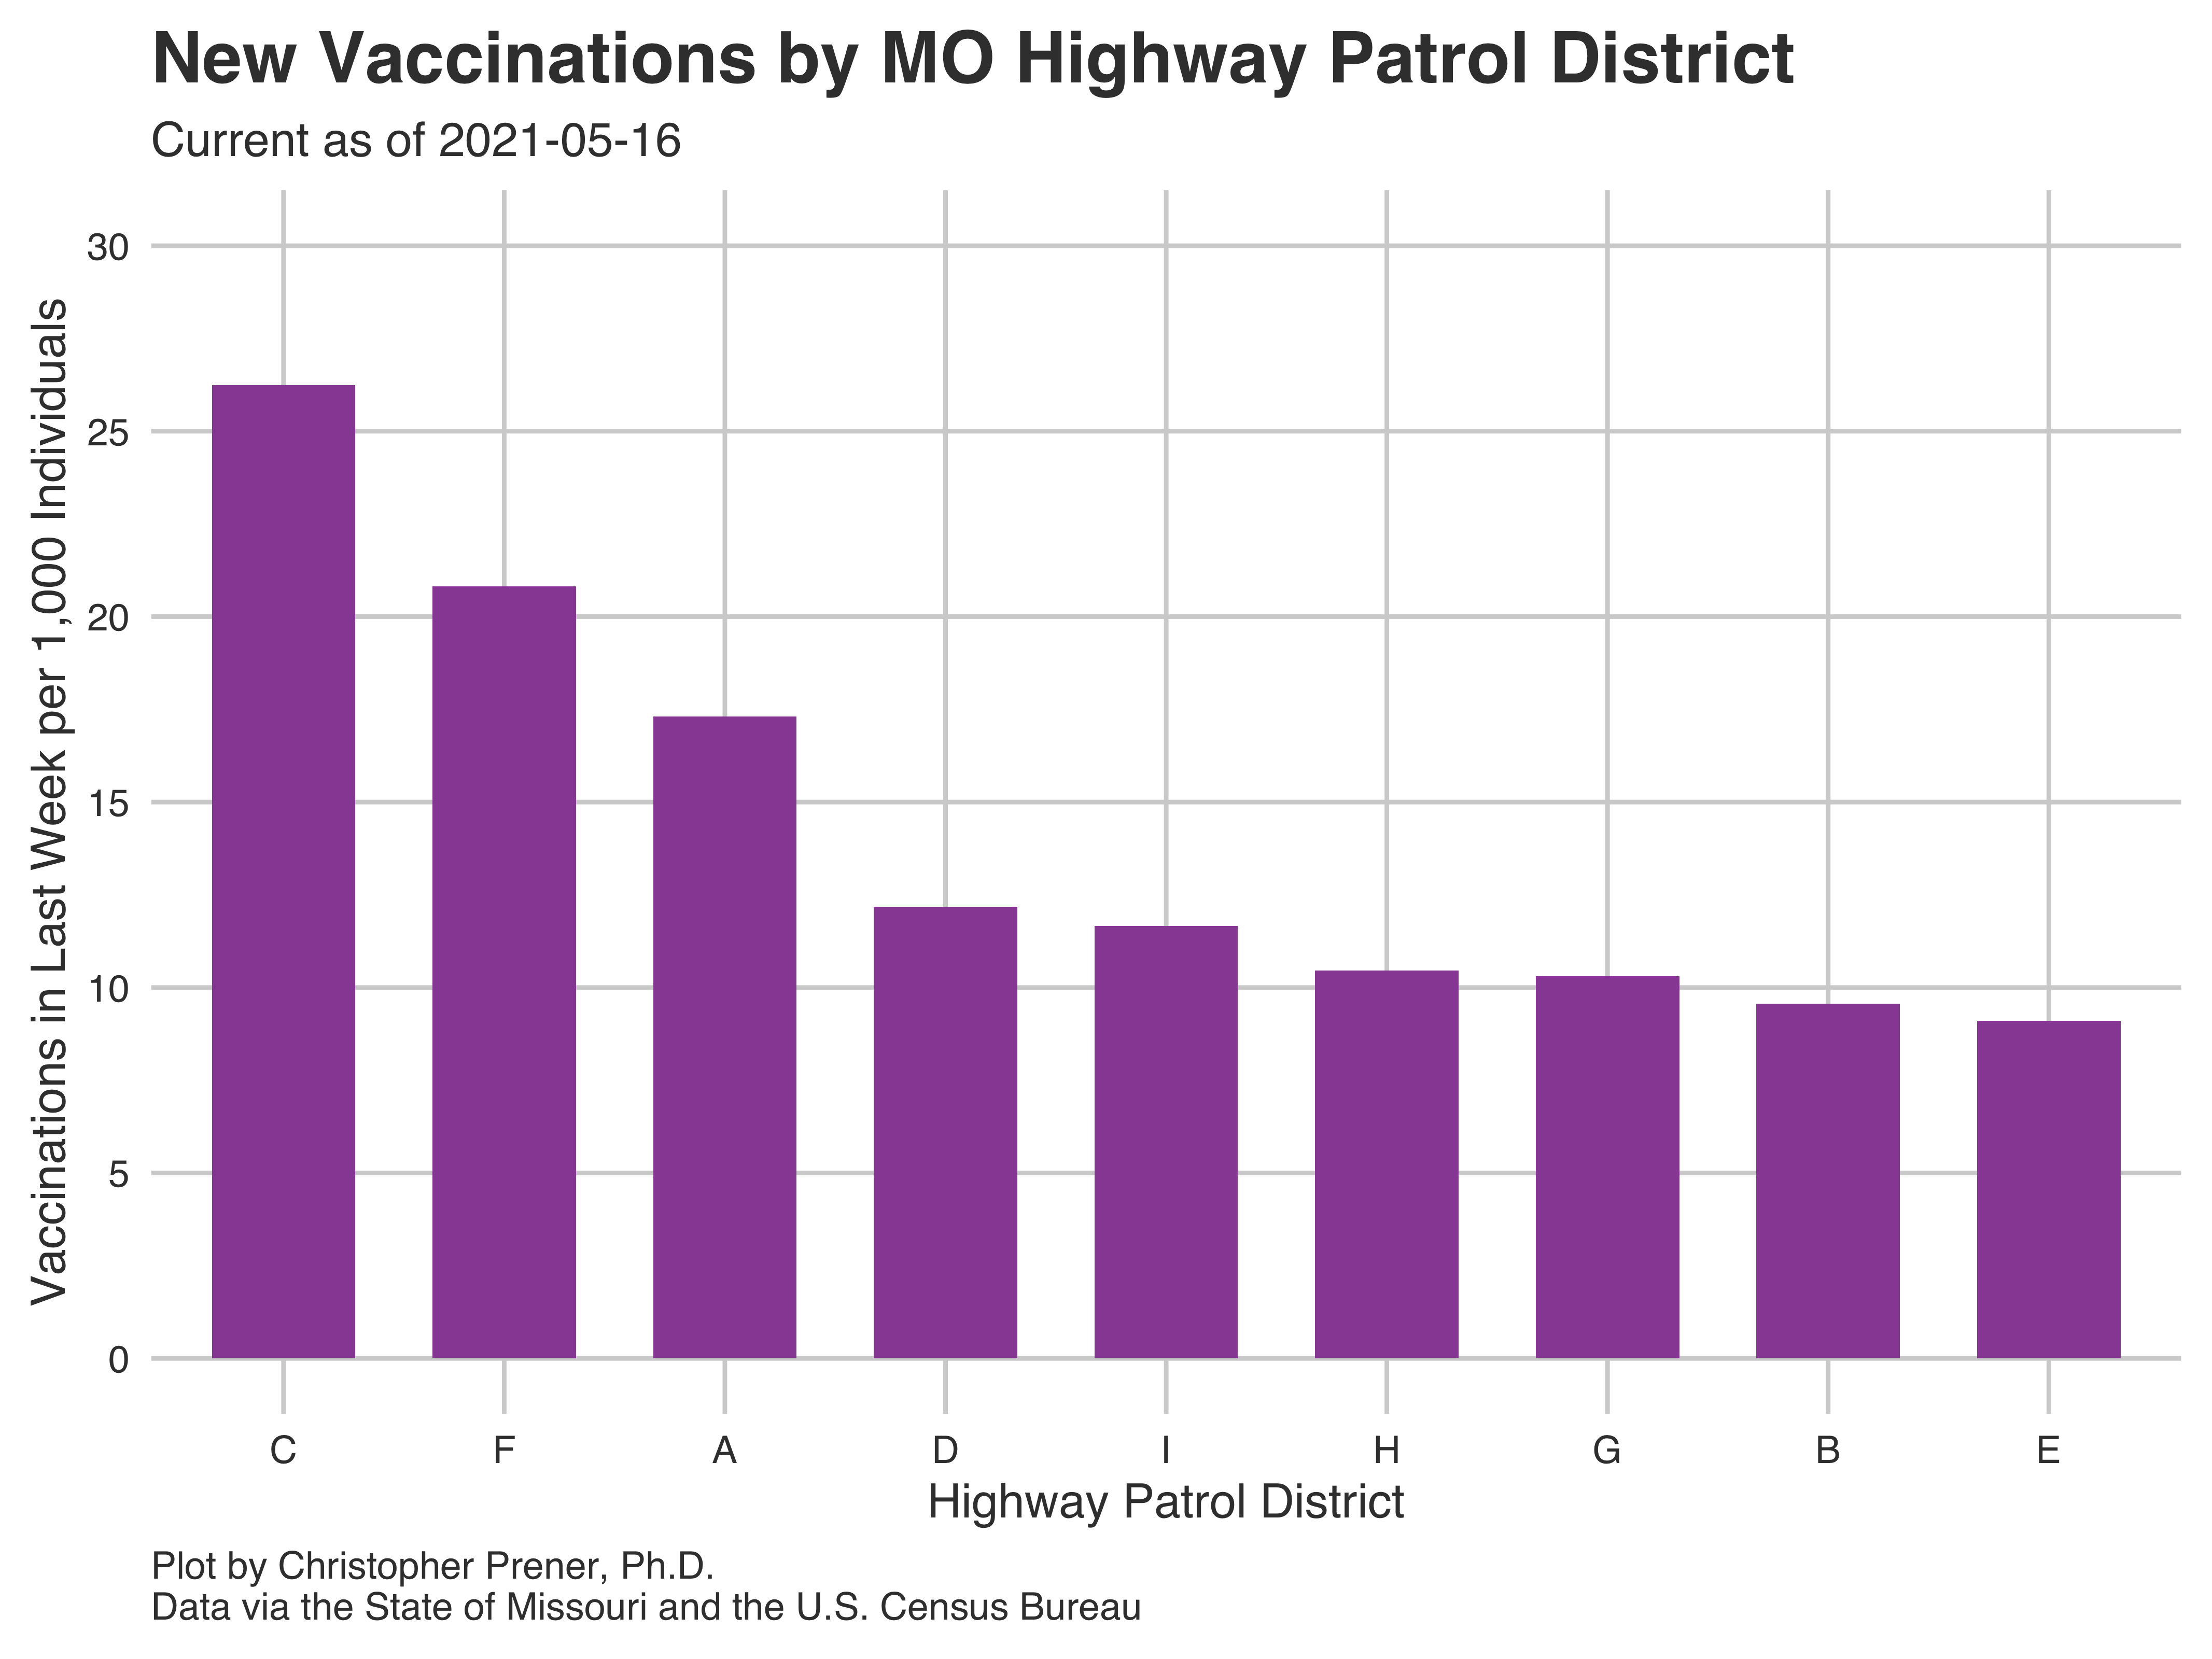 New Vaccinations by MO Highway Patrol District
Current as of 2021-05-16
Vaccinations in Last Week per 1,000 Individuals
30
25
20
15
10
5
0
C F A D I H G B E
Highway Patrol District
Plot by Christopher Prener, Ph.D.
Data via the State of Missouri and the U.S. Census Bureau